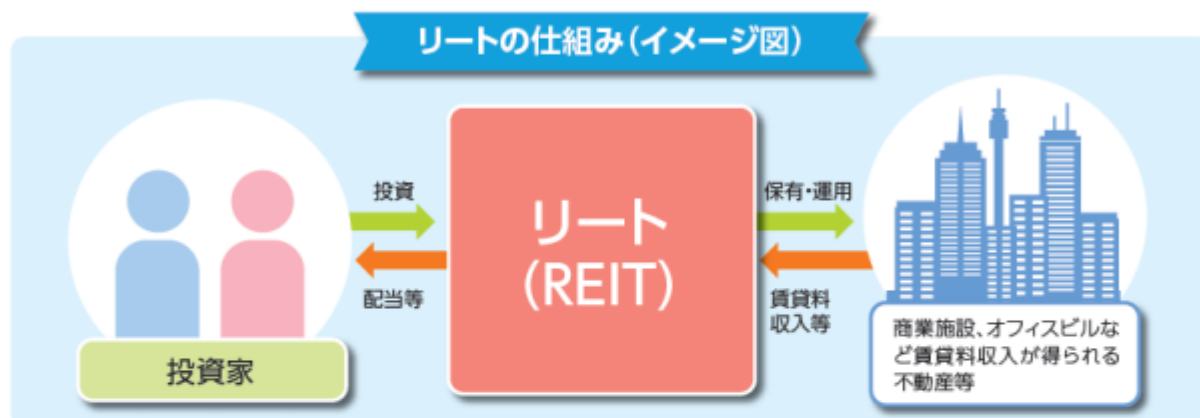 リートの仕組み(イメージ図)
投資
配当等
投資家
リート
(REIT)
保有・運用
賃貸料
収入等
商業施設、オフィスビルな
ど賃貸料収入が得られる
不動産等